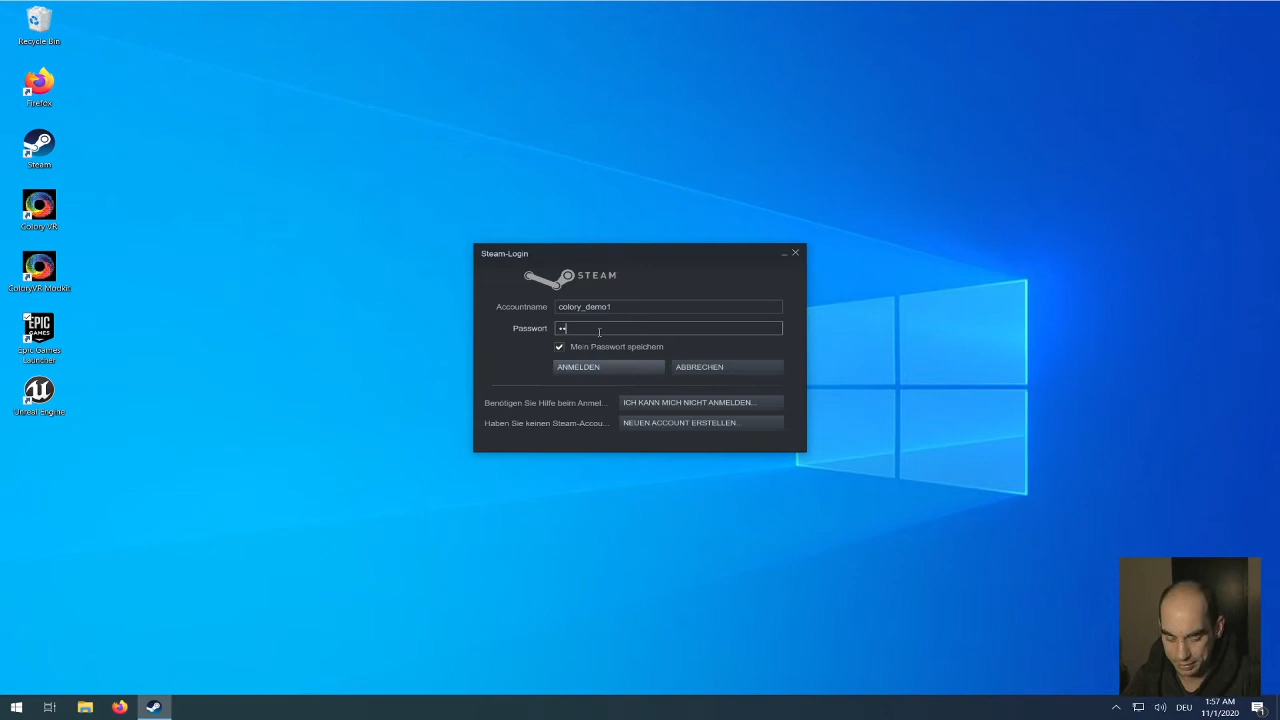 Recycle Bin
Firefox
Steam
Colory VR
ColoryVR Modkit
EPIC
GAMES
Epic Games
Launcher
Unreal Engine
Steam-Login
STEAM
Accountname colory_demo1
Passwort ••
Mein Passwort speichern
ANMELDEN ABBRECHEN
Benötigen Sie Hilfe beim Anmel... ICH KANN MICH NICHT ANMELDEN...
Haben Sie keinen Steam-Accou... NEUEN ACCOUNT ERSTELLEN...
DEU
1:57 AM
11/1/2020
1